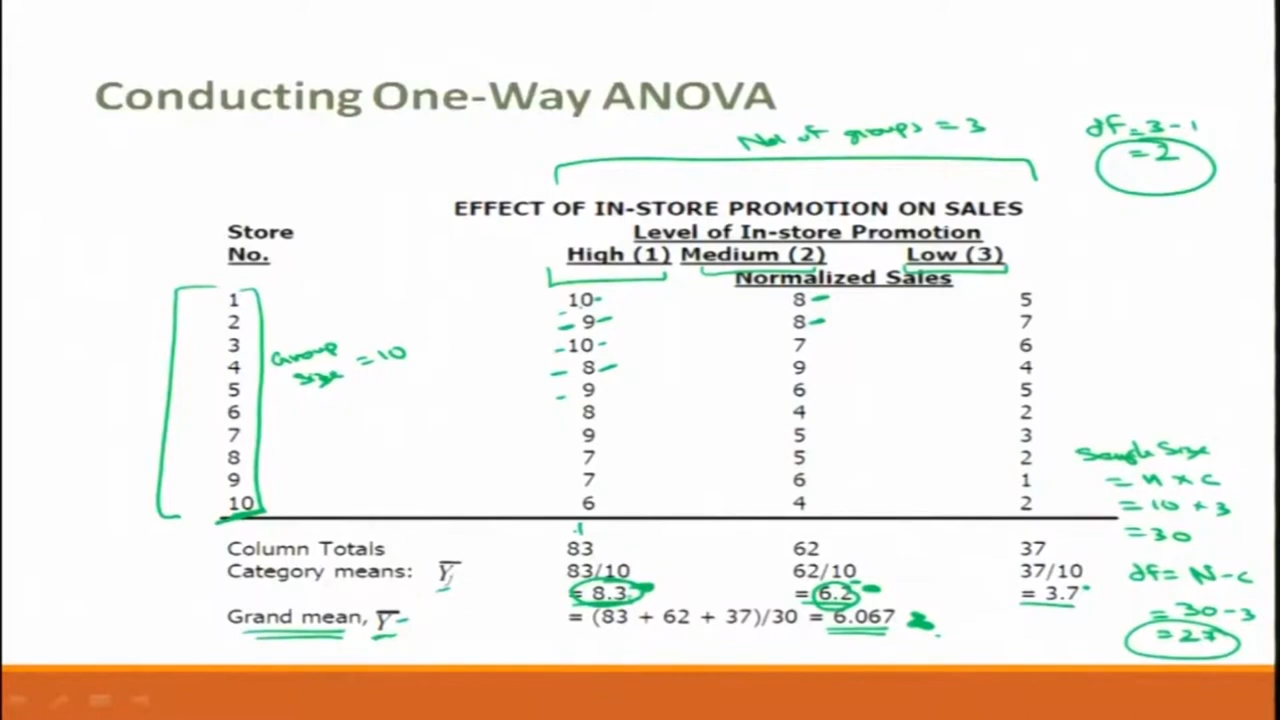 Conducting One-Way ANOVA
No. of groups = 3
df = 3-1
= 2
EFFECT OF IN-STORE PROMOTION ON SALES
Store Level of In-store Promotion
No. High (1) Medium (2) Low (3)
Normalized Sales
1 10 8 5
2 9 8 7
3 10 7 6
4 8 9 4
5 9 6 5
6 8 4 2
7 9 5 3
8 7 5 2
9 7 6 1
10 6 4 2
Group
size = 10
Sample Size
= n × c
= 10 × 3
= 30
Column Totals 83 62 37
Category means: Y̅j 83/10 62/10 37/10
= 8.3 = 6.2 = 3.7
Grand mean, Y̅ = (83 + 62 + 37)/30 = 6.067
df = N-c
= 30-3
= 27